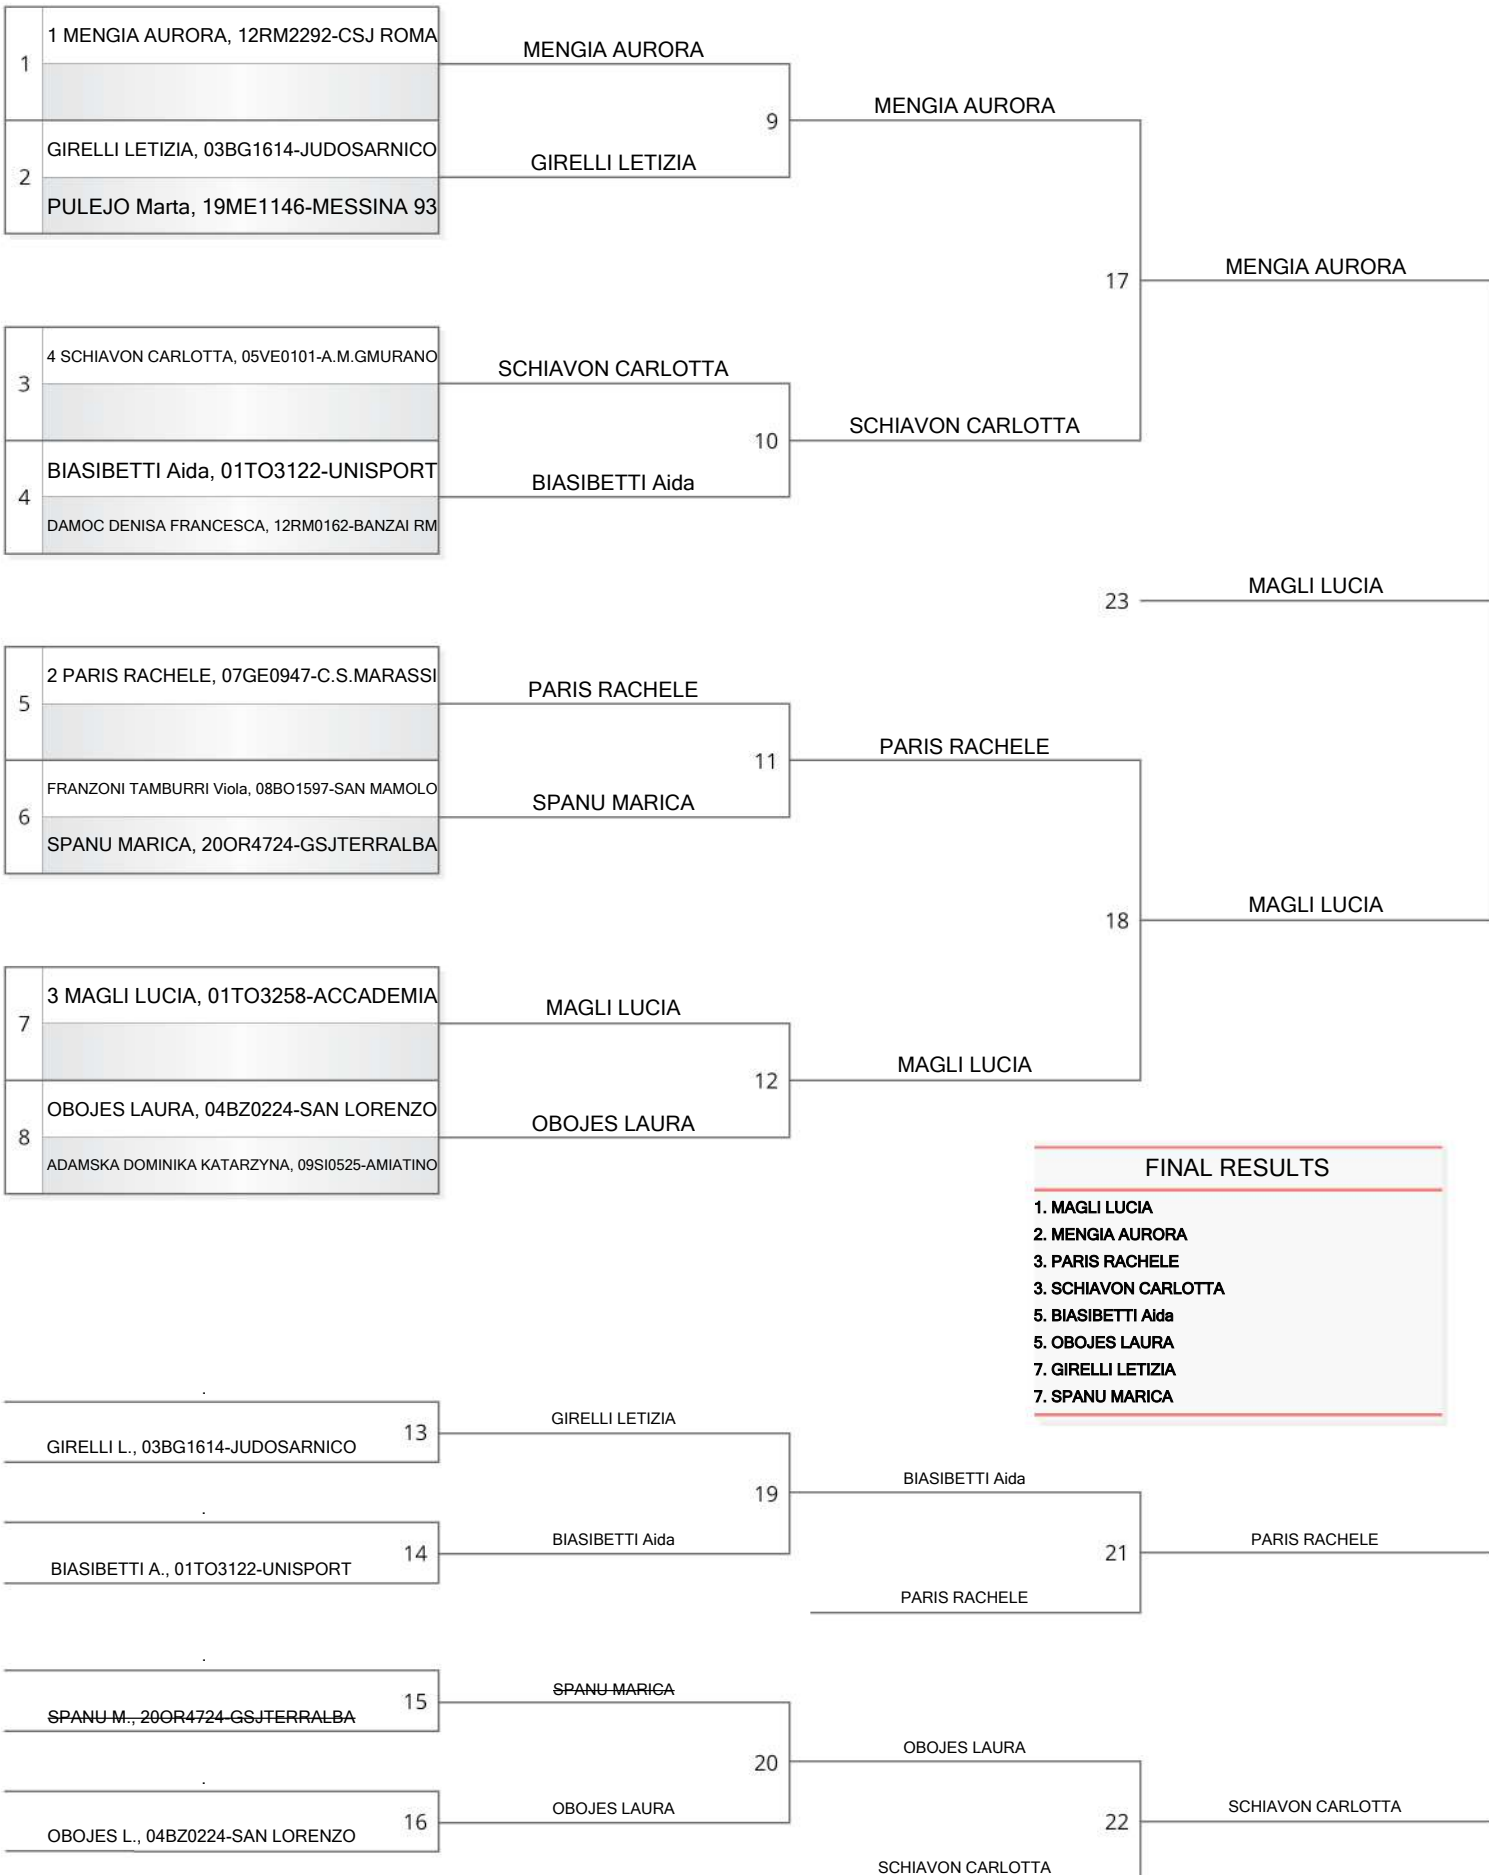 1 MENGIA AURORA, 12RM2292-CSJ ROMA
1
MENGIA AURORA
9
MENGIA AURORA
GIRELLI LETIZIA, 03BG1614-JUDOSARNICO
2
GIRELLI LETIZIA
PULEJO Marta, 19ME1146-MESSINA 93
17
MENGIA AURORA
4 SCHIAVON CARLOTTA, 05VE0101-A.M.GMURANO
3
SCHIAVON CARLOTTA
10
SCHIAVON CARLOTTA
BIASIBETTI Aida, 01TO3122-UNISPORT
4
BIASIBETTI Aida
DAMOC DENISA FRANCESCA, 12RM0162-BANZAI RM
23
MAGLI LUCIA
2 PARIS RACHELE, 07GE0947-C.S.MARASSI
5
PARIS RACHELE
11
PARIS RACHELE
FRANZONI TAMBURRI Viola, 08BO1597-SAN MAMOLO
6
SPANU MARICA
SPANU MARICA, 20OR4724-GSJTERRALBA
18
MAGLI LUCIA
3 MAGLI LUCIA, 01TO3258-ACCADEMIA
7
MAGLI LUCIA
12
MAGLI LUCIA
OBOJES LAURA, 04BZ0224-SAN LORENZO
8
OBOJES LAURA
ADAMSKA DOMINIKA KATARZYNA, 09SI0525-AMIATINO
FINAL RESULTS
1. MAGLI LUCIA
2. MENGIA AURORA
3. PARIS RACHELE
3. SCHIAVON CARLOTTA
5. BIASIBETTI Aida
5. OBOJES LAURA
7. GIRELLI LETIZIA
7. SPANU MARICA
.
GIRELLI L., 03BG1614-JUDOSARNICO
13
GIRELLI LETIZIA
19
BIASIBETTI Aida
.
BIASIBETTI A., 01TO3122-UNISPORT
14
BIASIBETTI Aida
21
PARIS RACHELE
PARIS RACHELE
.
SPANU M., 20OR4724-GSJTERRALBA
15
SPANU MARICA
20
OBOJES LAURA
.
OBOJES L., 04BZ0224-SAN LORENZO
16
OBOJES LAURA
22
SCHIAVON CARLOTTA
SCHIAVON CARLOTTA